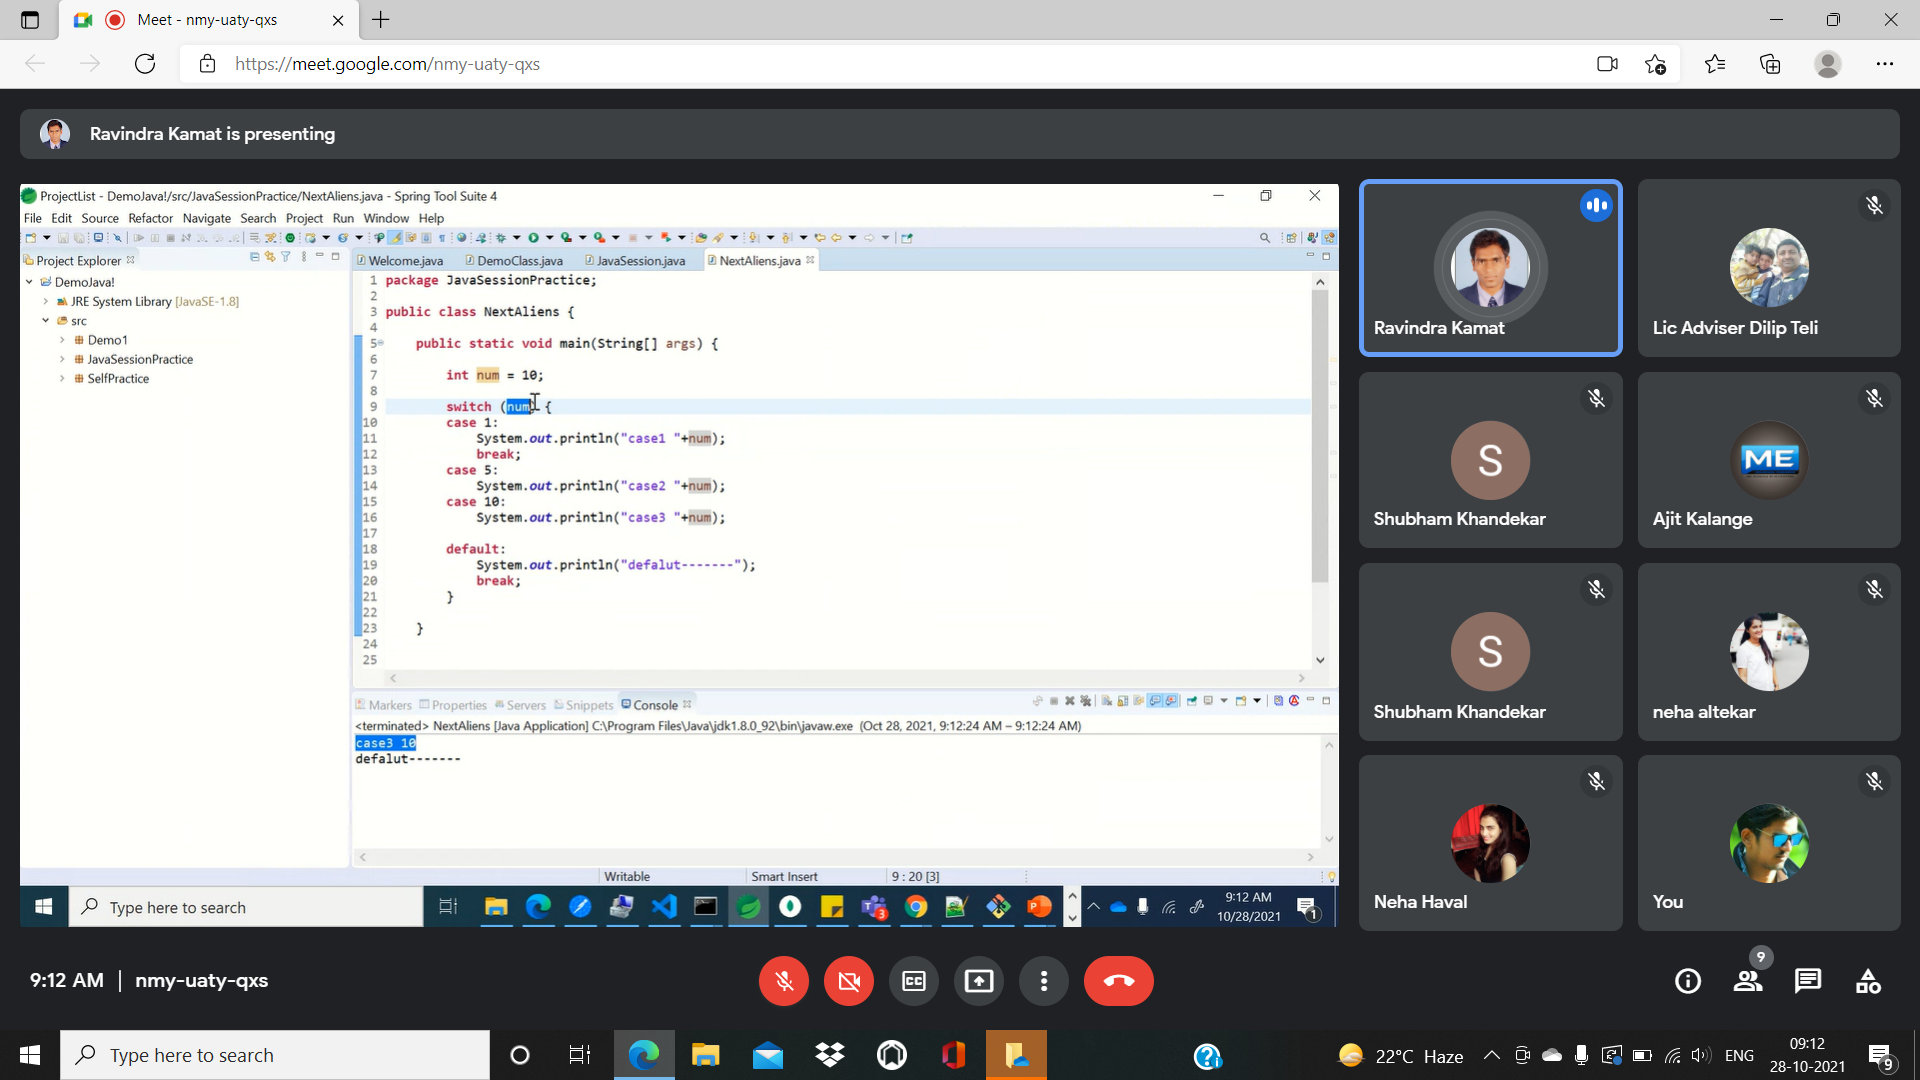 Meet - nmy-uaty-qxs
https://meet.google.com/nmy-uaty-qxs
Ravindra Kamat is presenting
ProjectList - DemoJava!/src/JavaSessionPractice/NextAliens.java - Spring Tool Suite 4
File Edit Source Refactor Navigate Search Project Run Window Help
Project Explorer
DemoJava!
JRE System Library [JavaSE-1.8]
src
Demo1
JavaSessionPractice
SelfPractice
Welcome.java DemoClass.java JavaSession.java NextAliens.java
1 package JavaSessionPractice;
2
3 public class NextAliens {
4
5 public static void main(String[] args) {
6
7 int num = 10;
8
9 switch (num) {
10 case 1:
11 System.out.println("case1 "+num);
12 break;
13 case 5:
14 System.out.println("case2 "+num);
15 case 10:
16 System.out.println("case3 "+num);
17
18 default:
19 System.out.println("defalut-------");
20 break;
21 }
22
23 }
24
25
Markers Properties Servers Snippets Console
<terminated> NextAliens [Java Application] C:\Program Files\Java\jdk1.8.0_92\bin\javaw.exe (Oct 28, 2021, 9:12:24 AM – 9:12:24 AM)
case3 10
defalut-------
Writable Smart Insert 9 : 20 [3]
Type here to search
3
9:12 AM
10/28/2021
1
Ravindra Kamat
Lic Adviser Dilip Teli
S
Shubham Khandekar
ME
Ajit Kalange
S
Shubham Khandekar
neha altekar
Neha Haval
You
9:12 AM | nmy-uaty-qxs
CC
9
Type here to search
22°C Haze
ENG
09:12
28-10-2021
9